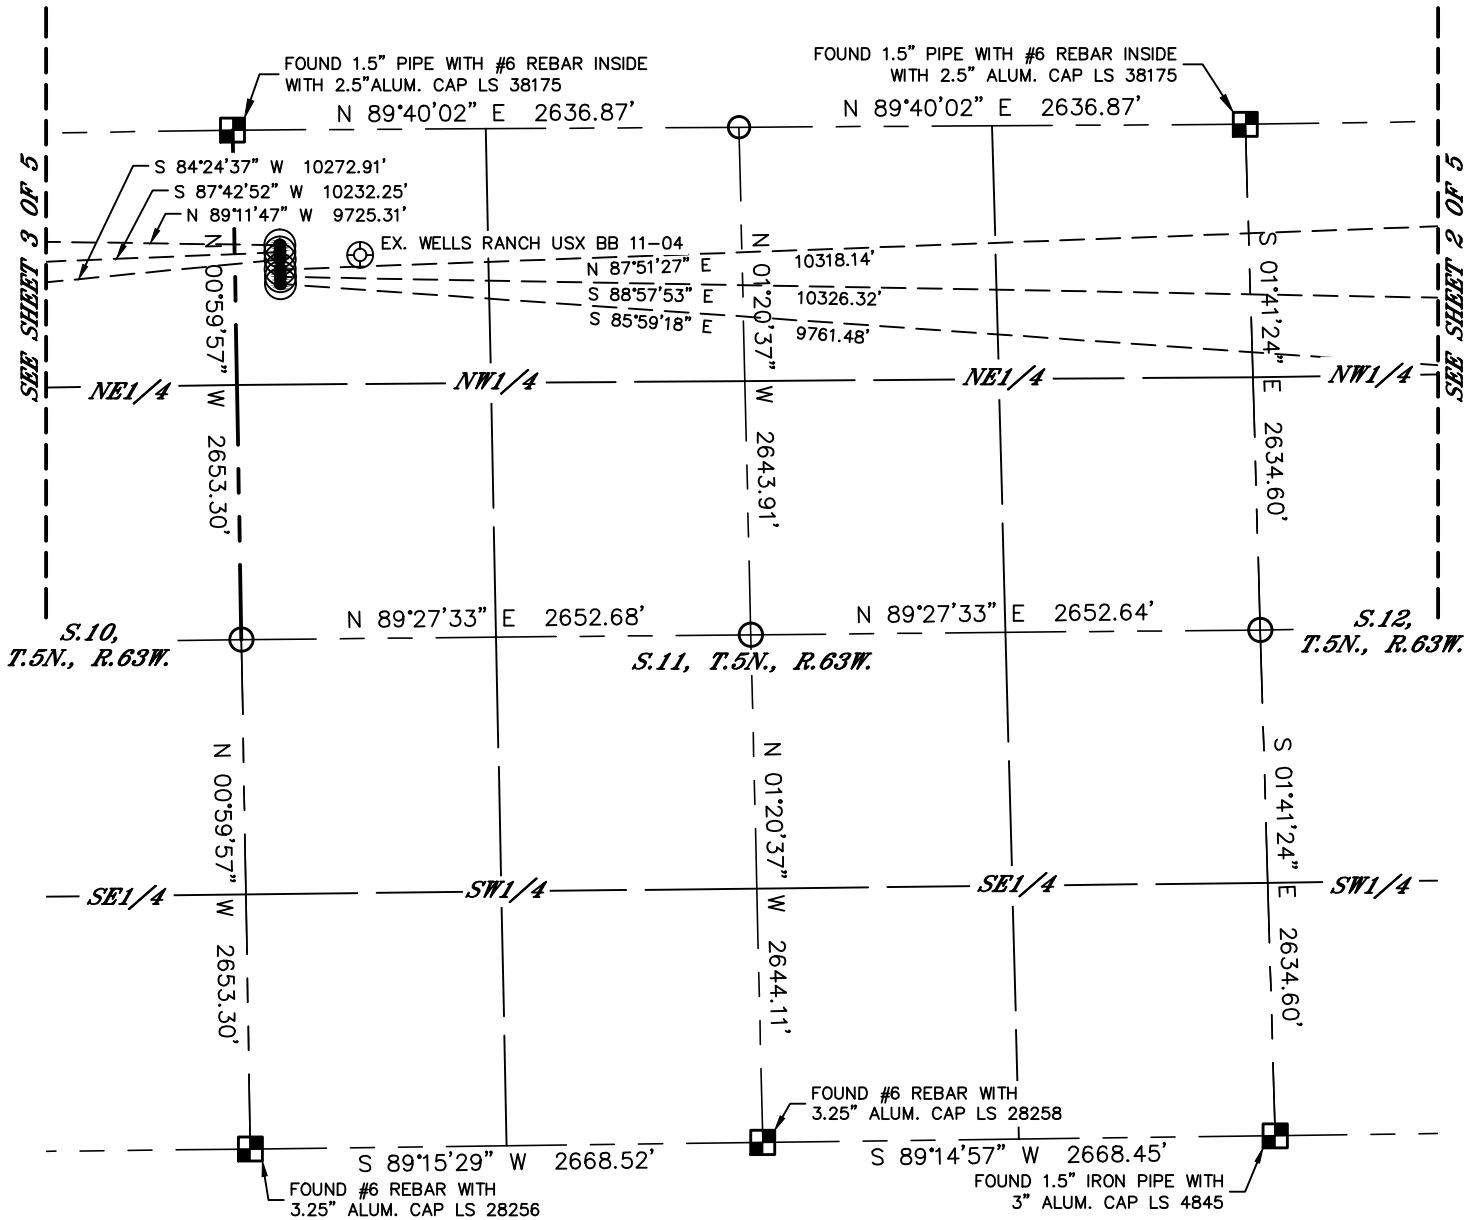 FOUND 1.5" PIPE WITH #6 REBAR INSIDE
WITH 2.5"ALUM. CAP LS 38175
FOUND 1.5" PIPE WITH #6 REBAR INSIDE
WITH 2.5" ALUM. CAP LS 38175
N 89°40'02" E 2636.87'
N 89°40'02" E 2636.87'
SEE SHEET 3 OF 5
SEE SHEET 2 OF 5
S 84°24'37" W 10272.91'
S 87°42'52" W 10232.25'
N 89°11'47" W 9725.31'
EX. WELLS RANCH USX BB 11-04
N 87°51'27" E 10318.14'
S 88°57'53" E 10326.32'
S 85°59'18" E 9761.48'
N 00°59'57" W 2653.30'
N 01°20'37" W 2643.91'
S 01°41'24" E 2634.60'
NE1/4
NW1/4
NE1/4
NW1/4
N 89°27'33" E 2652.68'
N 89°27'33" E 2652.64'
S.10,
T.5N., R.63W.
S.11, T.5N., R.63W.
S.12,
T.5N., R.63W.
N 00°59'57" W 2653.30'
N 01°20'37" W 2644.11'
S 01°41'24" E 2634.60'
SE1/4
SW1/4
SE1/4
SW1/4
FOUND #6 REBAR WITH
3.25" ALUM. CAP LS 28258
S 89°15'29" W 2668.52'
S 89°14'57" W 2668.45'
FOUND #6 REBAR WITH
3.25" ALUM. CAP LS 28256
FOUND 1.5" IRON PIPE WITH
3" ALUM. CAP LS 4845